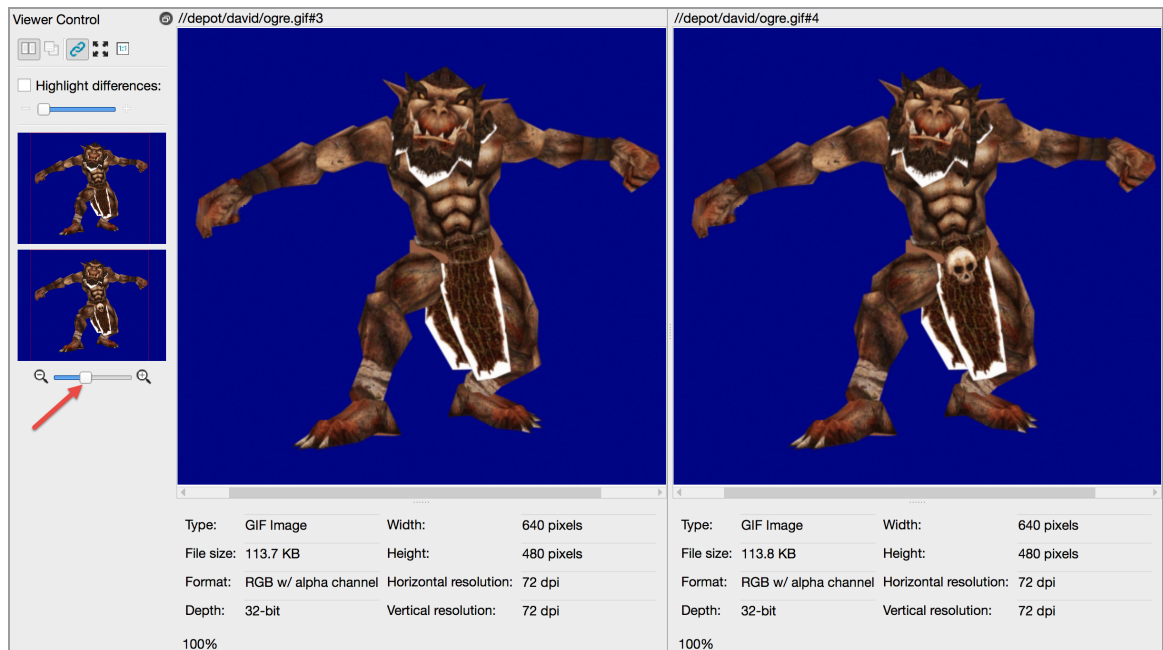 Viewer Control
//depot/david/ogre.gif#3
//depot/david/ogre.gif#4
1:1
Highlight differences:
Type: GIF Image Width: 640 pixels
File size: 113.7 KB Height: 480 pixels
Format: RGB w/ alpha channel Horizontal resolution: 72 dpi
Depth: 32-bit Vertical resolution: 72 dpi
100%
Type: GIF Image Width: 640 pixels
File size: 113.8 KB Height: 480 pixels
Format: RGB w/ alpha channel Horizontal resolution: 72 dpi
Depth: 32-bit Vertical resolution: 72 dpi
100%